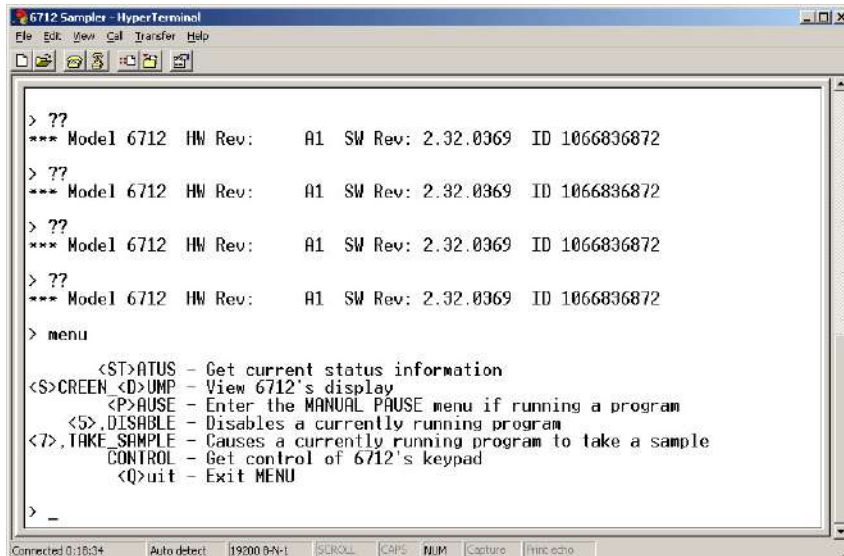 6712 Sampler - HyperTerminal
File Edit View Call Transfer Help
> ??
*** Model 6712 HW Rev: A1 SW Rev: 2.32.0369 ID 1066836872
> ??
*** Model 6712 HW Rev: A1 SW Rev: 2.32.0369 ID 1066836872
> ??
*** Model 6712 HW Rev: A1 SW Rev: 2.32.0369 ID 1066836872
> ??
*** Model 6712 HW Rev: A1 SW Rev: 2.32.0369 ID 1066836872
> menu
<ST>ATUS - Get current status information
<S>CREEN_<D>UMP - View 6712's display
<P>AUSE - Enter the MANUAL PAUSE menu if running a program
<5>,DISABLE - Disables a currently running program
<7>,TAKE_SAMPLE - Causes a currently running program to take a sample
CONTROL - Get control of 6712's keypad
<Q>uit - Exit MENU
> _
Connected 0:18:34 Auto detect 19200 8-N-1 SCROLL CAPS NUM Capture Print echo